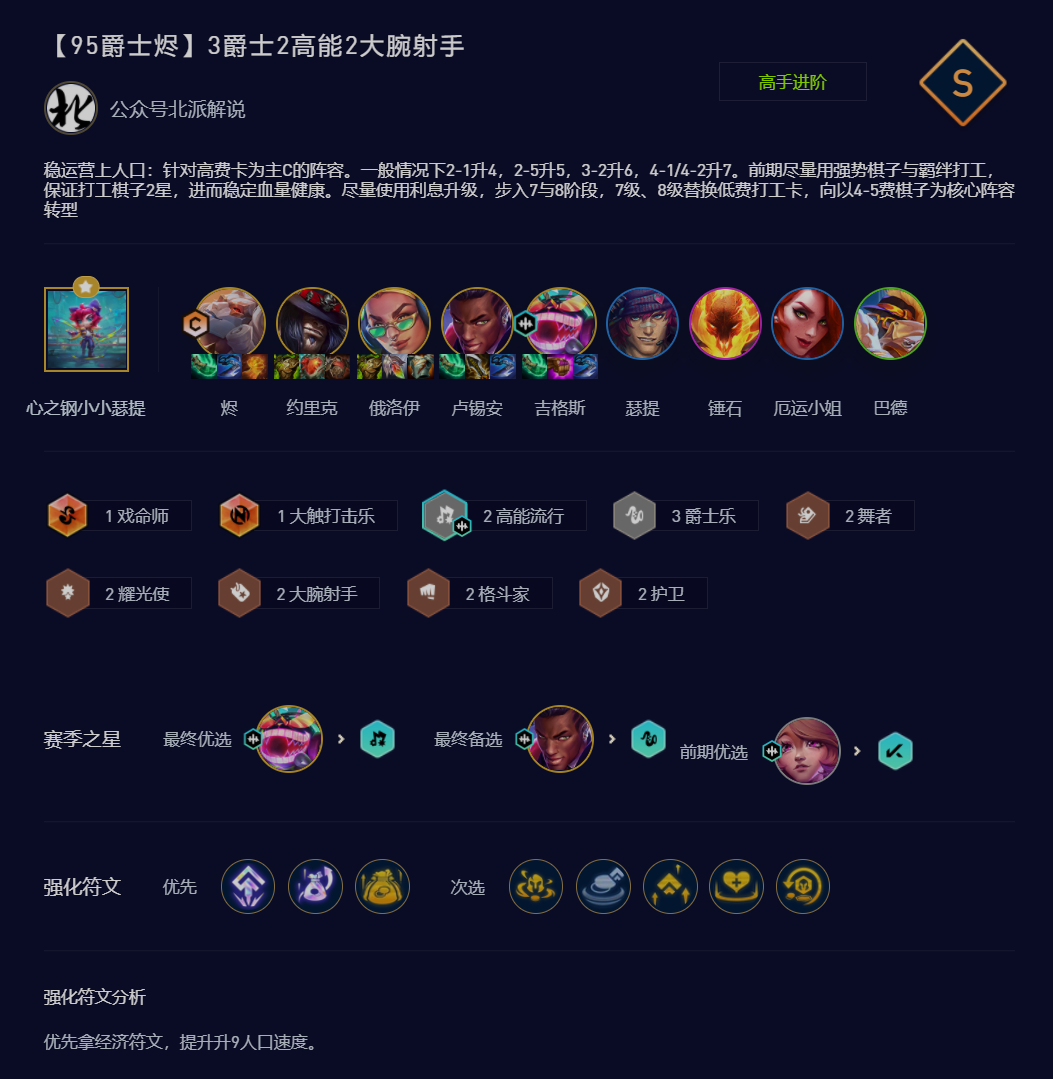 【95爵士烬】3爵士2高能2大腕射手
高手进阶
S
北
公众号北派解说
稳运营上人口：针对高费卡为主C的阵容。一般情况下2-1升4，2-5升5，3-2升6，4-1/4-2升7。前期尽量用强势棋子与羁绊打工，
保证打工棋子2星，进而稳定血量健康。尽量使用利息升级，步入7与8阶段，7级、8级替换低费打工卡，向以4-5费棋子为核心阵容
转型
C
心之钢小小瑟提 烬 约里克 俄洛伊 卢锡安 吉格斯 瑟提 锤石 厄运小姐 巴德
1 戏命师 1 大触打击乐 2 高能流行 3 爵士乐 2 舞者
2 耀光使 2 大腕射手 2 格斗家 2 护卫
赛季之星 最终优选 最终备选 前期优选
强化符文 优先 次选
强化符文分析
优先拿经济符文，提升升9人口速度。